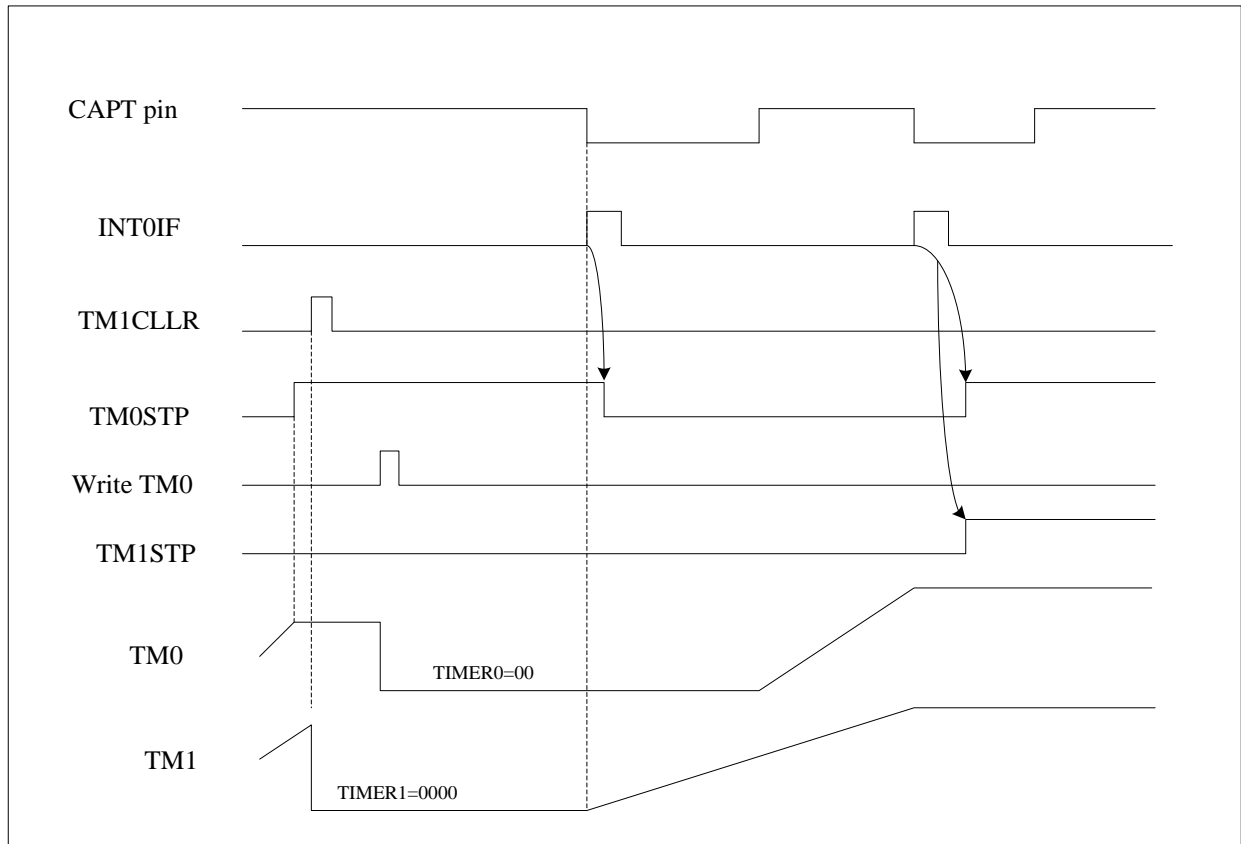 CAPT pin
INT0IF
TM1CLLR
TM0STP
Write TM0
TM1STP
TM0
TIMER0=00
TM1
TIMER1=0000